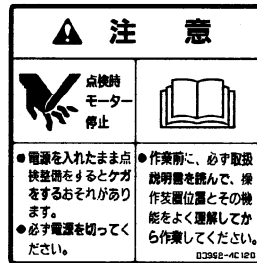 注意
点検時
モーター
停止
●電源を入れたまま点
検整備をするとケガ
をするおそれがあり
ます。
●必ず電源を切ってく
ださい。
●作業前に、必ず取扱
説明書を読んで、操
作装置位置とその機
能をよく理解してか
ら作業してください。
D3952-4C120